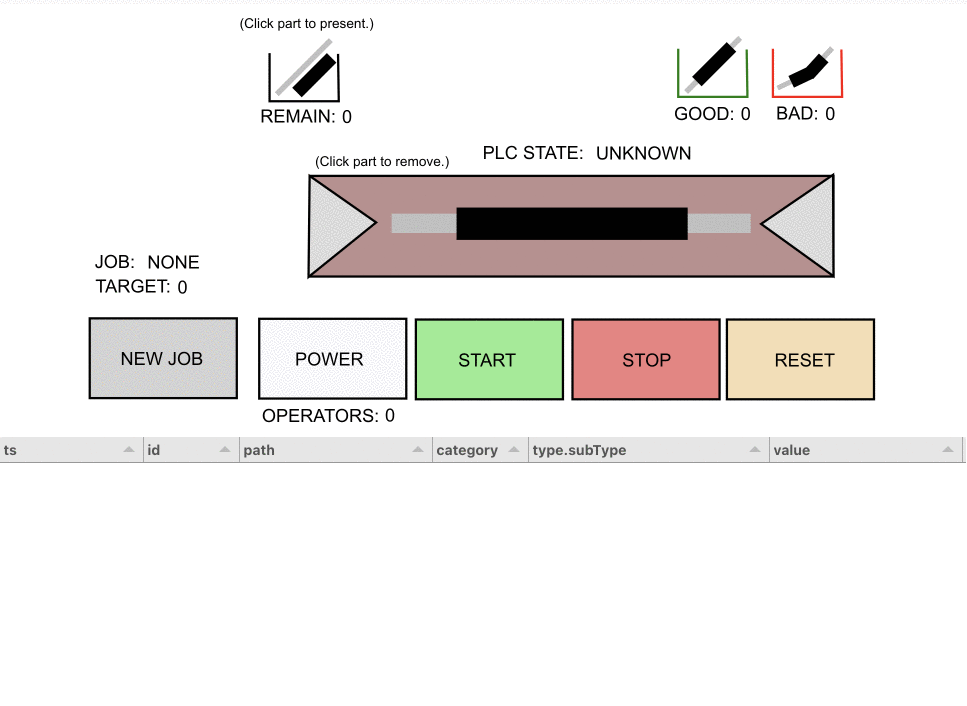 (Click part to present.)
REMAIN: 0
GOOD: 0
BAD: 0
(Click part to remove.)
PLC STATE: UNKNOWN
JOB: NONE
TARGET: 0
NEW JOB
POWER
START
STOP
RESET
OPERATORS: 0
ts id path category type.subType value